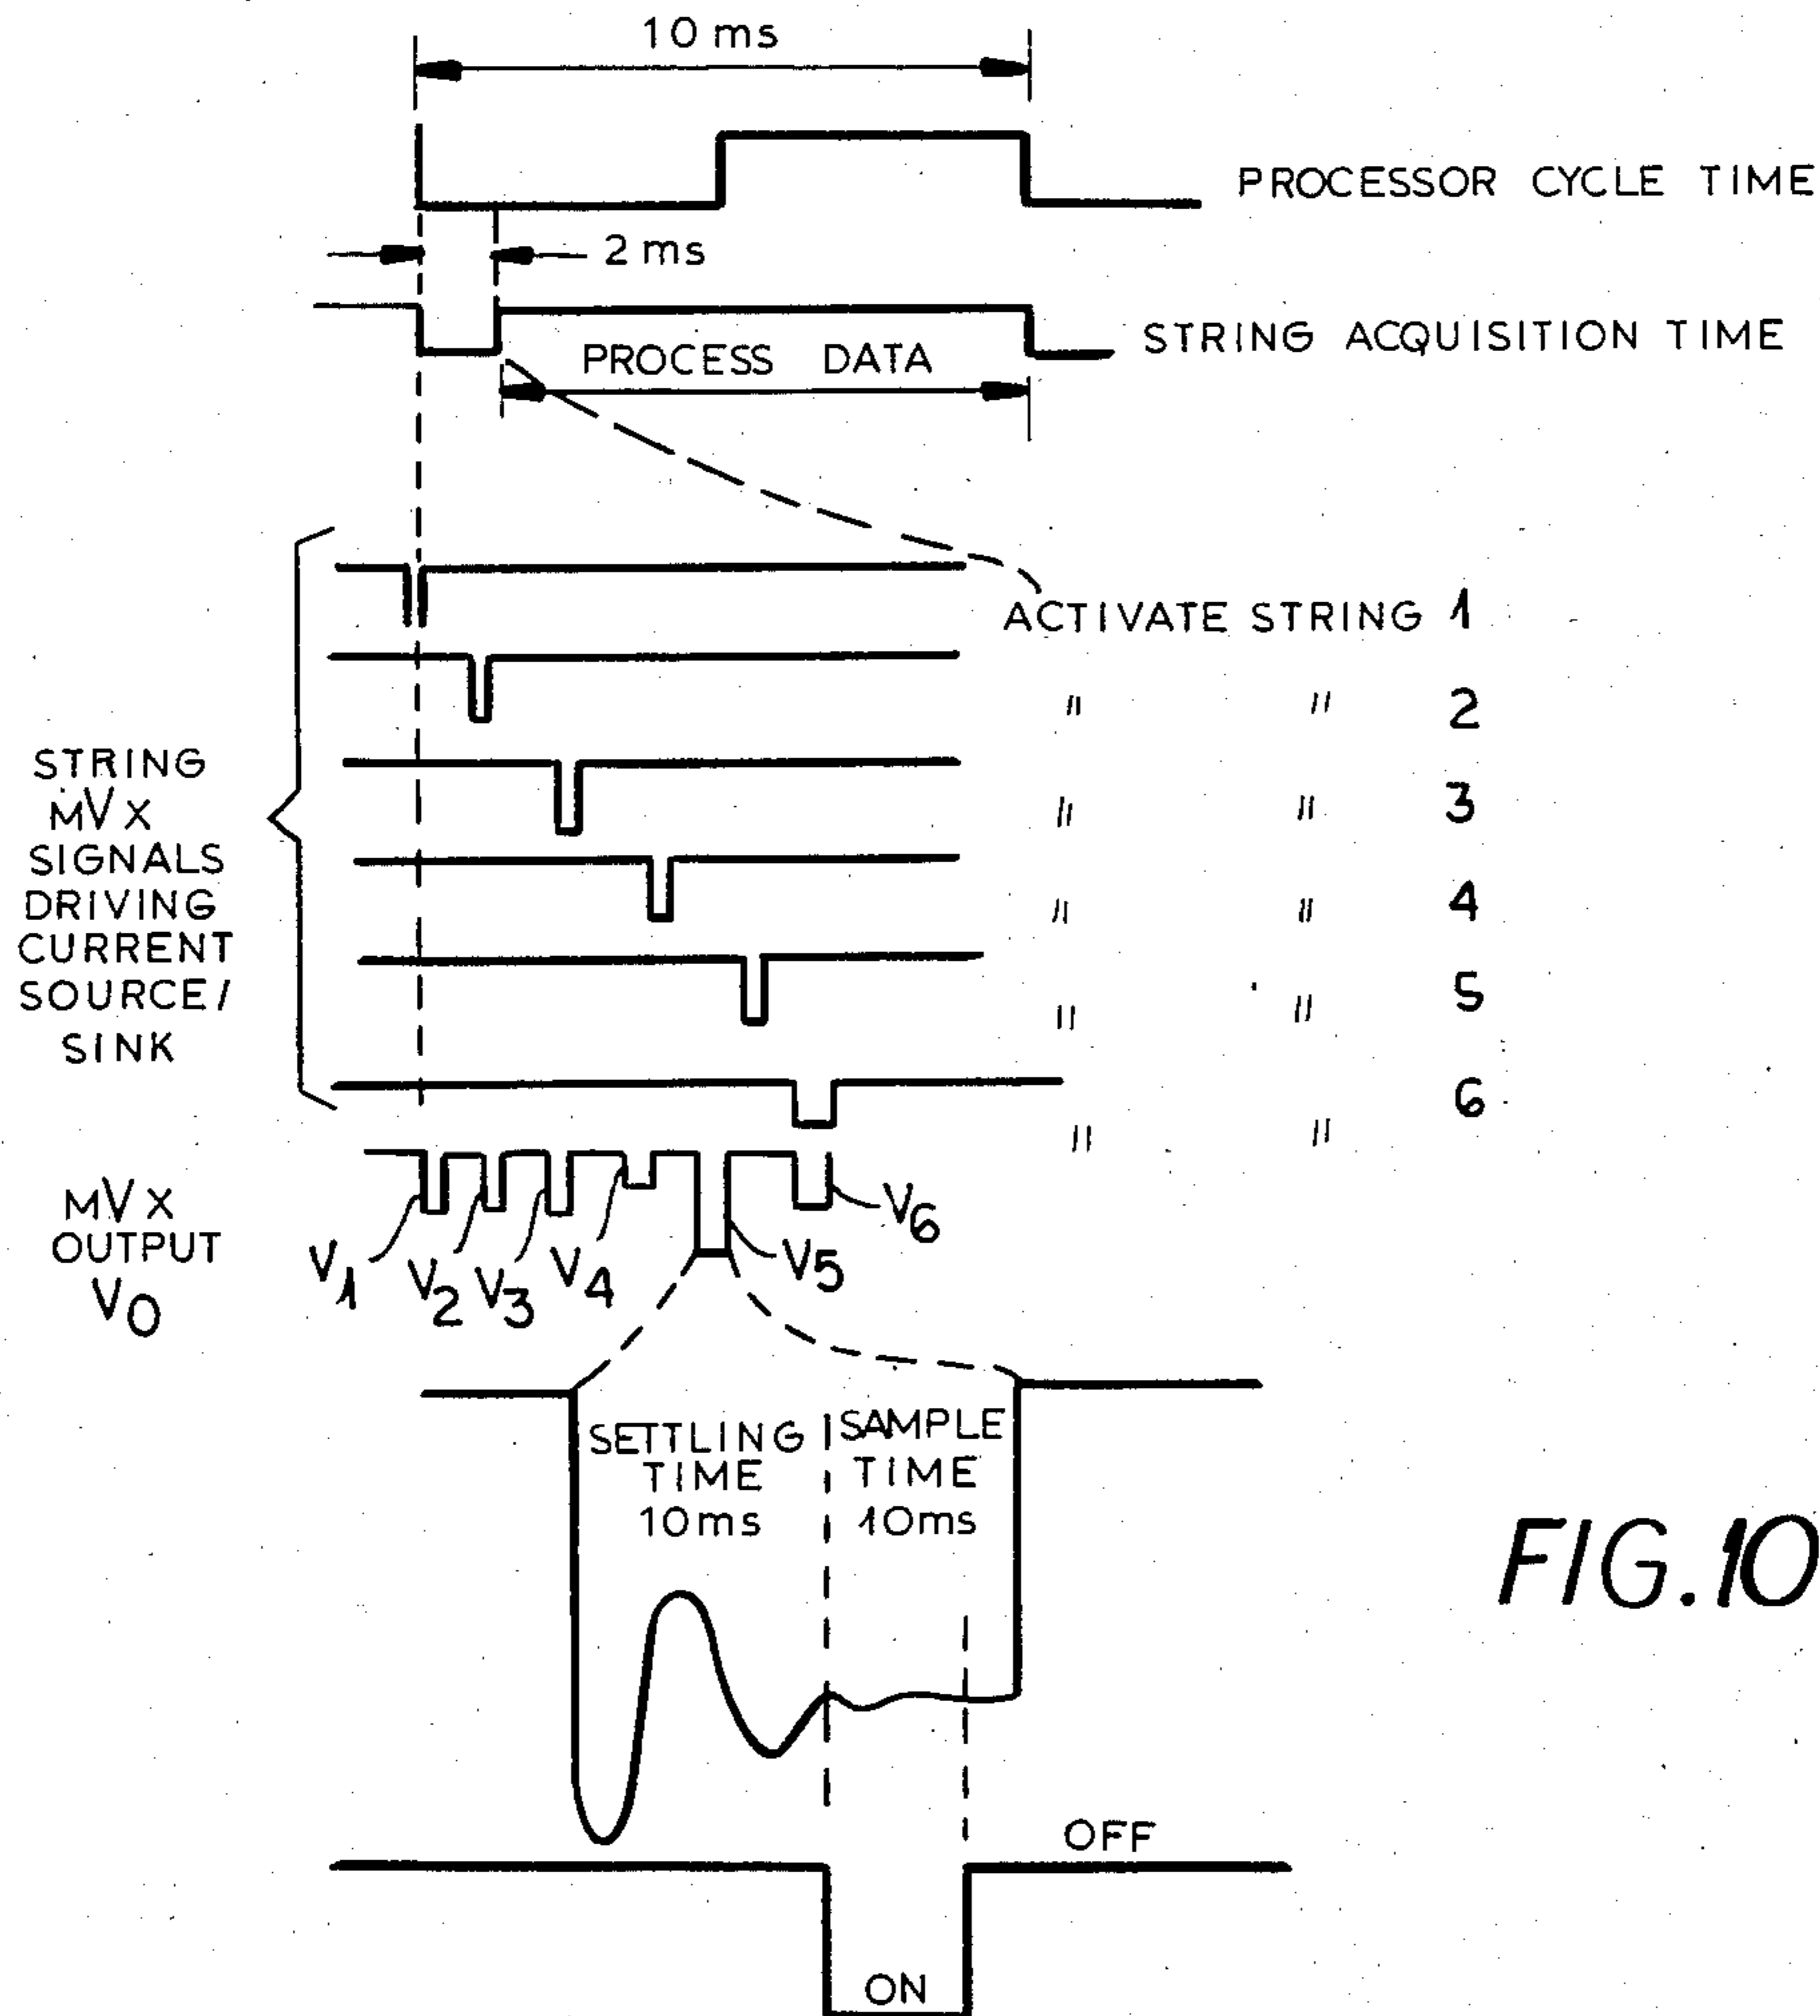 10 ms
PROCESSOR CYCLE TIME
2 ms
STRING ACQUISITION TIME
PROCESS DATA
ACTIVATE STRING 1
" " 2
" " 3
" " 4
" " 5
" " 6
STRING
MVX
SIGNALS
DRIVING
CURRENT
SOURCE/
SINK
MVX
OUTPUT
VO
V1
V2
V3
V4
V5
V6
SETTLING
TIME
10ms
SAMPLE
TIME
10ms
FIG.10
OFF
ON